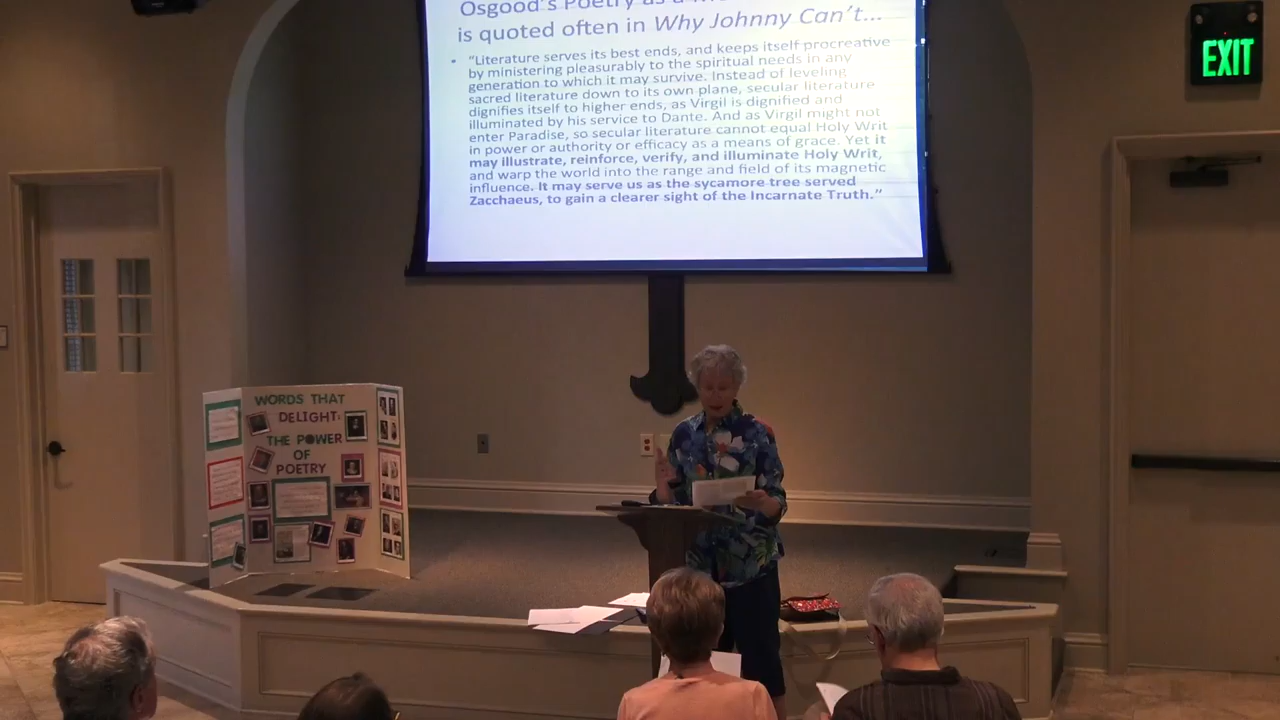 Osgood's Poetry as a
is quoted often in Why Johnny Can't...
• "Literature serves its best ends, and keeps itself procreative
by ministering pleasurably to the spiritual needs in any
generation to which it may survive. Instead of leveling
sacred literature down to its own plane, secular literature
dignifies itself to higher ends, as Virgil is dignified and
illuminated by his service to Dante. And as Virgil might not
enter Paradise, so secular literature cannot equal Holy Writ
in power or authority or efficacy as a means of grace. Yet it
may illustrate, reinforce, verify, and illuminate Holy Writ,
and warp the world into the range and field of its magnetic
influence. It may serve us as the sycamore tree served
Zacchaeus, to gain a clearer sight of the Incarnate Truth."
EXIT
WORDS THAT
DELIGHT:
THE POWER
OF
POETRY